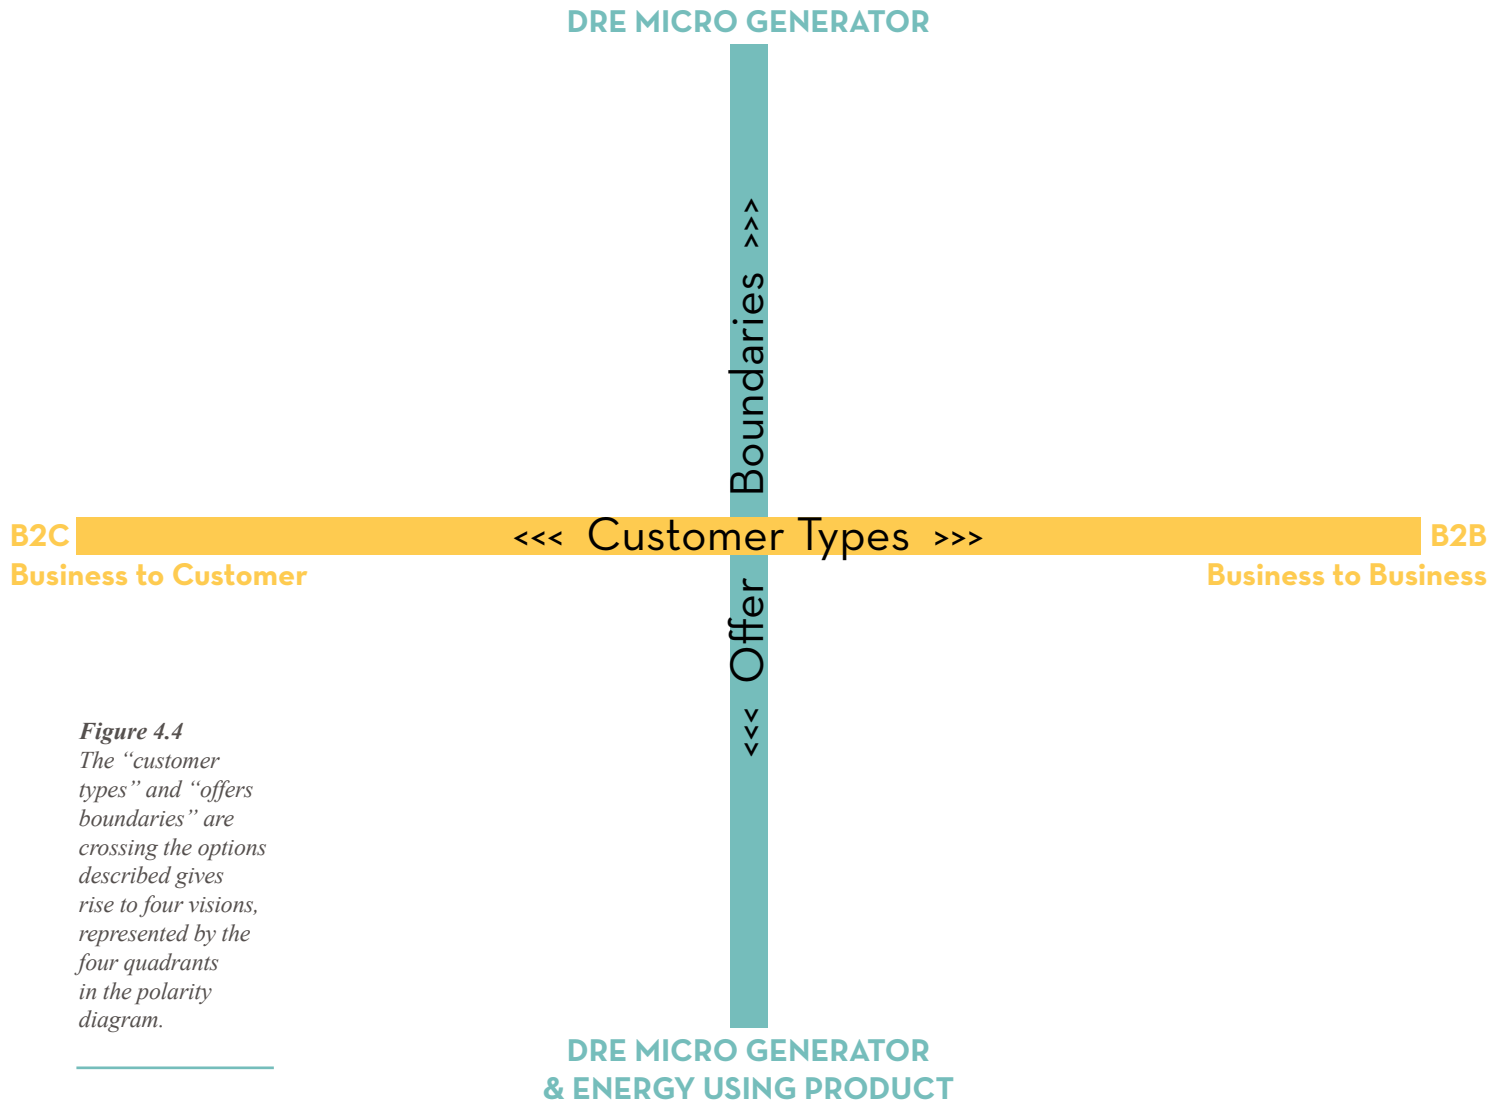 DRE MICRO GENERATOR
<<< Offer Boundaries >>>
B2C
<<< Customer Types >>>
B2B
Business to Customer
Business to Business
Figure 4.4
The “customer
types” and “offers
boundaries” are
crossing the options
described gives
rise to four visions,
represented by the
four quadrants
in the polarity
diagram.
DRE MICRO GENERATOR
& ENERGY USING PRODUCT